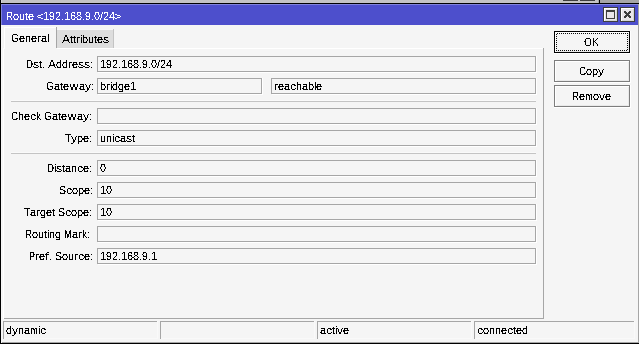 Route <192.168.9.0/24>
General Attributes
OK
Dst. Address: 192.168.9.0/24
Copy
Gateway: bridge1 reachable
Remove
Check Gateway:
Type: unicast
Distance: 0
Scope: 10
Target Scope: 10
Routing Mark:
Pref. Source: 192.168.9.1
dynamic active connected